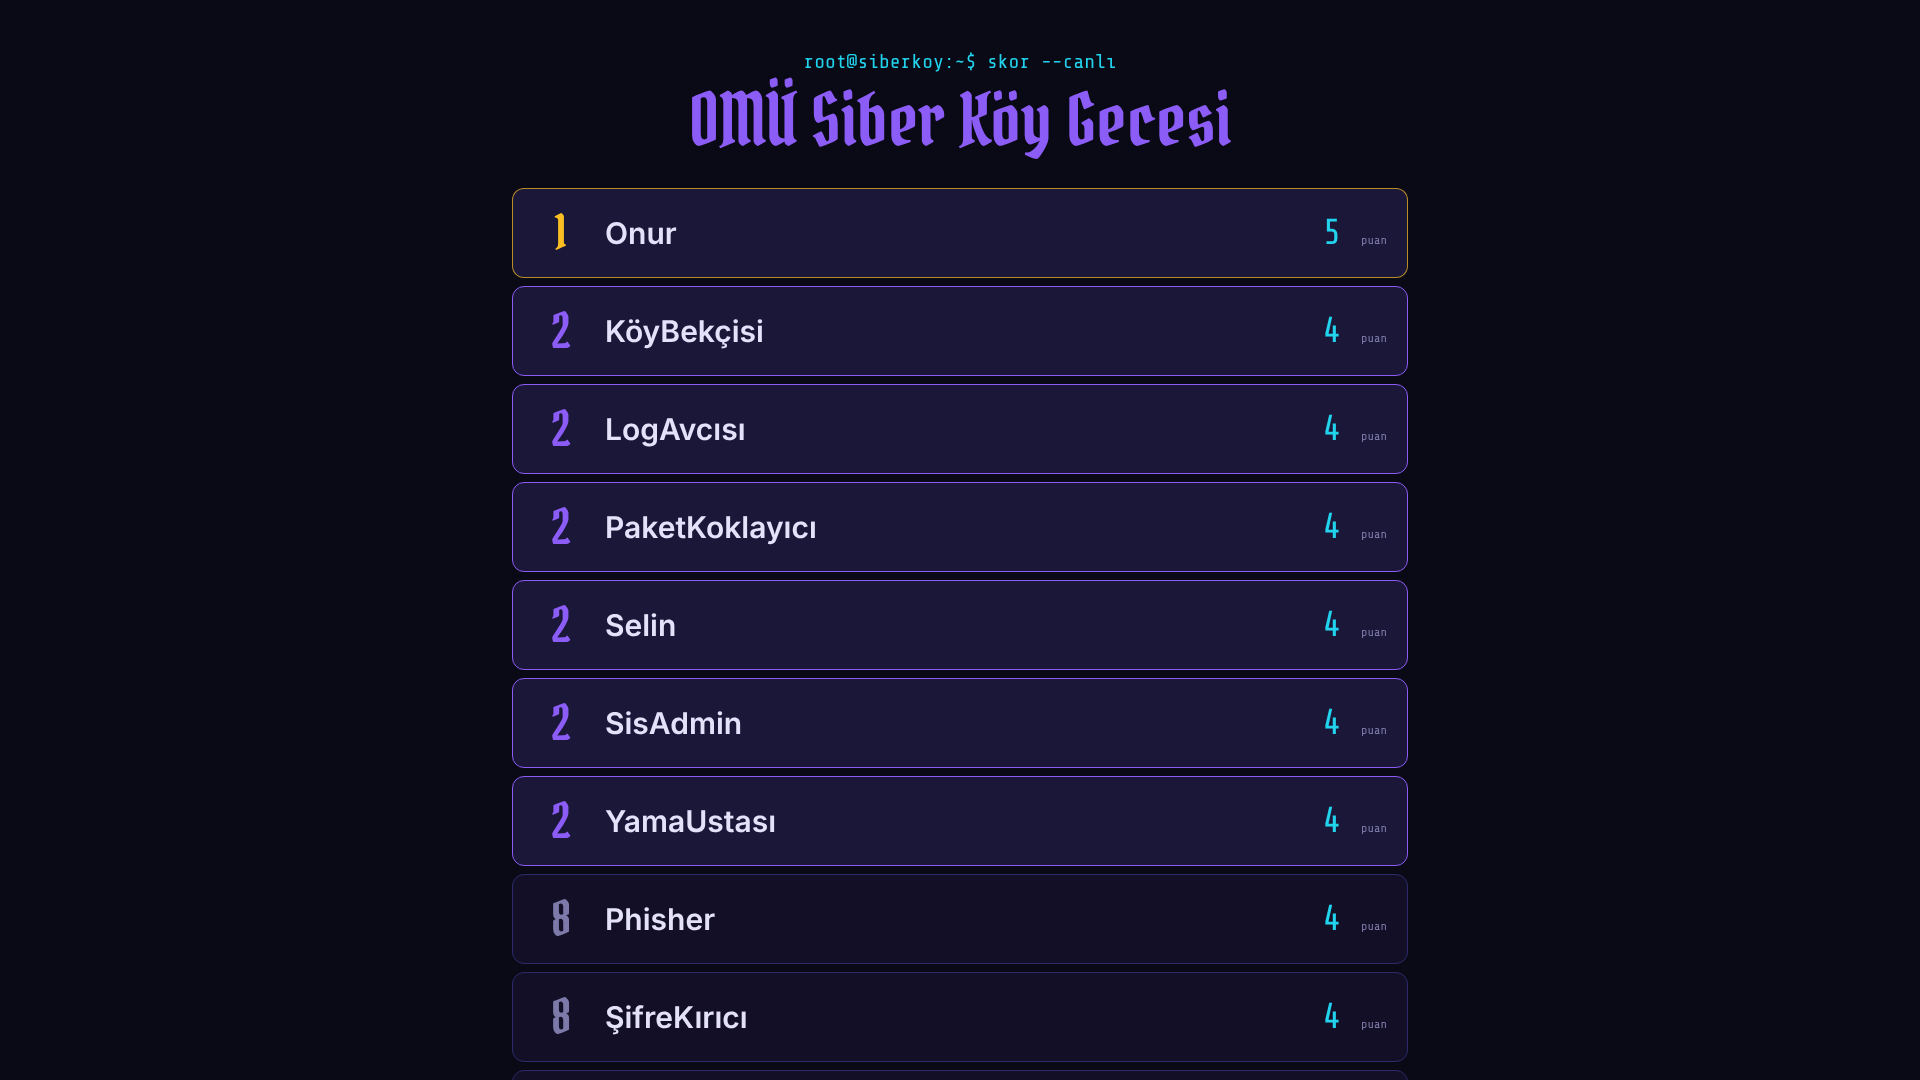 root@siberkoy:~$ skor --canlı
OMÜ Siber Köy Gecesi
1 Onur 5 puan
2 KöyBekçisi 4 puan
2 LogAvcısı 4 puan
2 PaketKoklayıcı 4 puan
2 Selin 4 puan
2 SisAdmin 4 puan
2 YamaUstası 4 puan
8 Phisher 4 puan
8 ŞifreKırıcı 4 puan